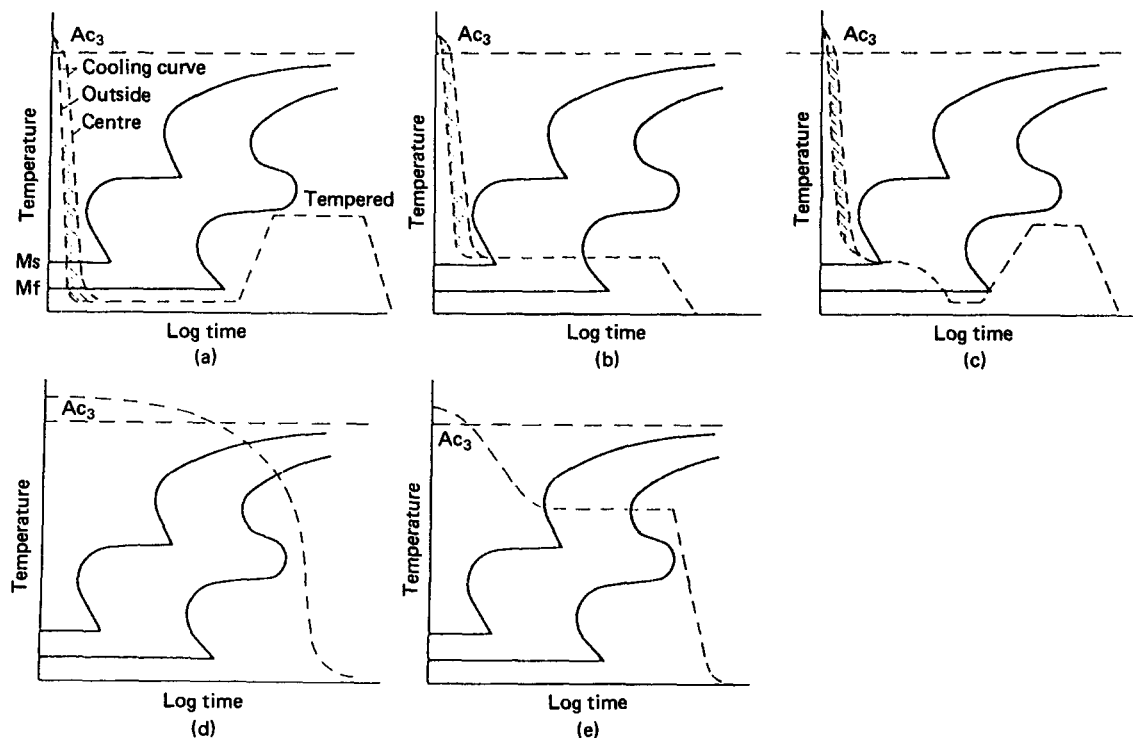 Ac3
Cooling curve
Outside
Centre
Temperature
Tempered
Ms
Mf
Log time
(a)
Ac3
Temperature
Log time
(b)
Ac3
Temperature
Log time
(c)
Ac3
Temperature
Log time
(d)
Ac3
Temperature
Log time
(e)